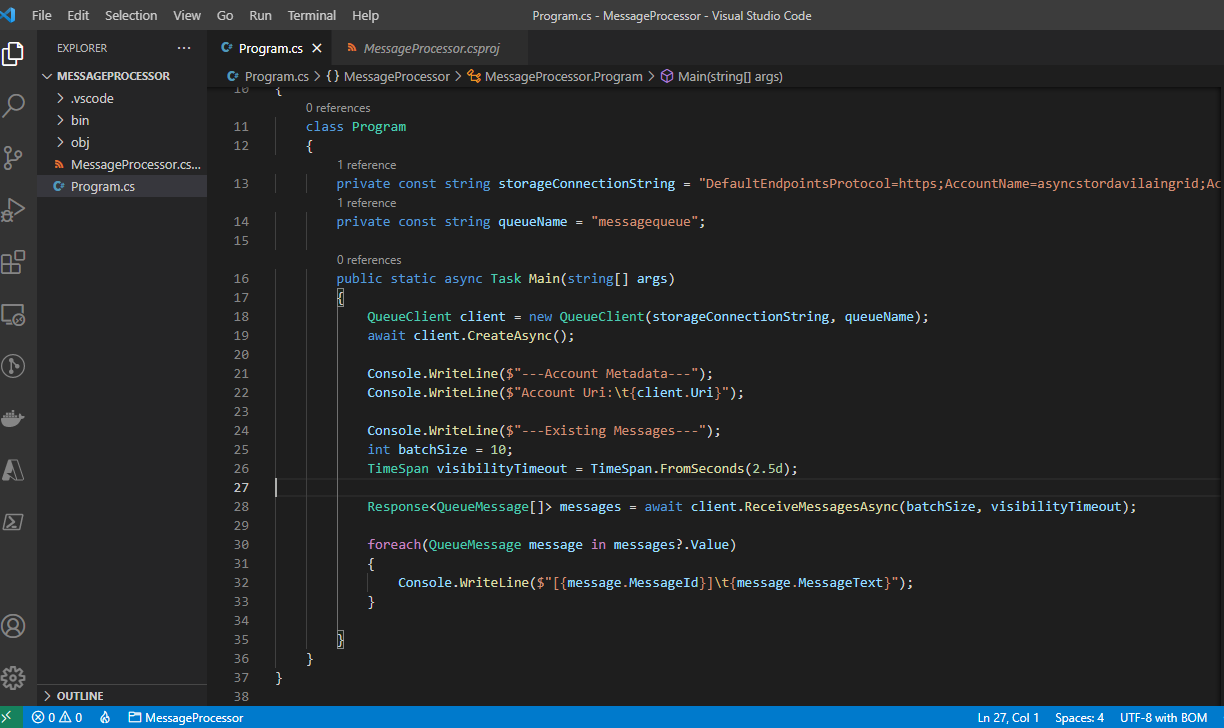 File Edit Selection View Go Run Terminal Help Program.cs - MessageProcessor - Visual Studio Code
EXPLORER ···
Program.cs MessageProcessor.csproj
MESSAGEPROCESSOR
.vscode
bin
obj
MessageProcessor.cs...
Program.cs
Program.cs > {} MessageProcessor > MessageProcessor.Program > Main(string[] args)
10 {
0 references
11 class Program
12 {
1 reference
13 private const string storageConnectionString = "DefaultEndpointsProtocol=https;AccountName=asyncstordavilaingrid;Ac
1 reference
14 private const string queueName = "messagequeue";
15
0 references
16 public static async Task Main(string[] args)
17 {
18 QueueClient client = new QueueClient(storageConnectionString, queueName);
19 await client.CreateAsync();
20
21 Console.WriteLine($"---Account Metadata---");
22 Console.WriteLine($"Account Uri:\t{client.Uri}");
23
24 Console.WriteLine($"---Existing Messages---");
25 int batchSize = 10;
26 TimeSpan visibilityTimeout = TimeSpan.FromSeconds(2.5d);
27
28 Response<QueueMessage[]> messages = await client.ReceiveMessagesAsync(batchSize, visibilityTimeout);
29
30 foreach(QueueMessage message in messages?.Value)
31 {
32 Console.WriteLine($"[{message.MessageId}]\t{message.MessageText}");
33 }
34
35 }
36 }
37 }
38
OUTLINE
0 0 MessageProcessor Ln 27, Col 1 Spaces: 4 UTF-8 with BOM